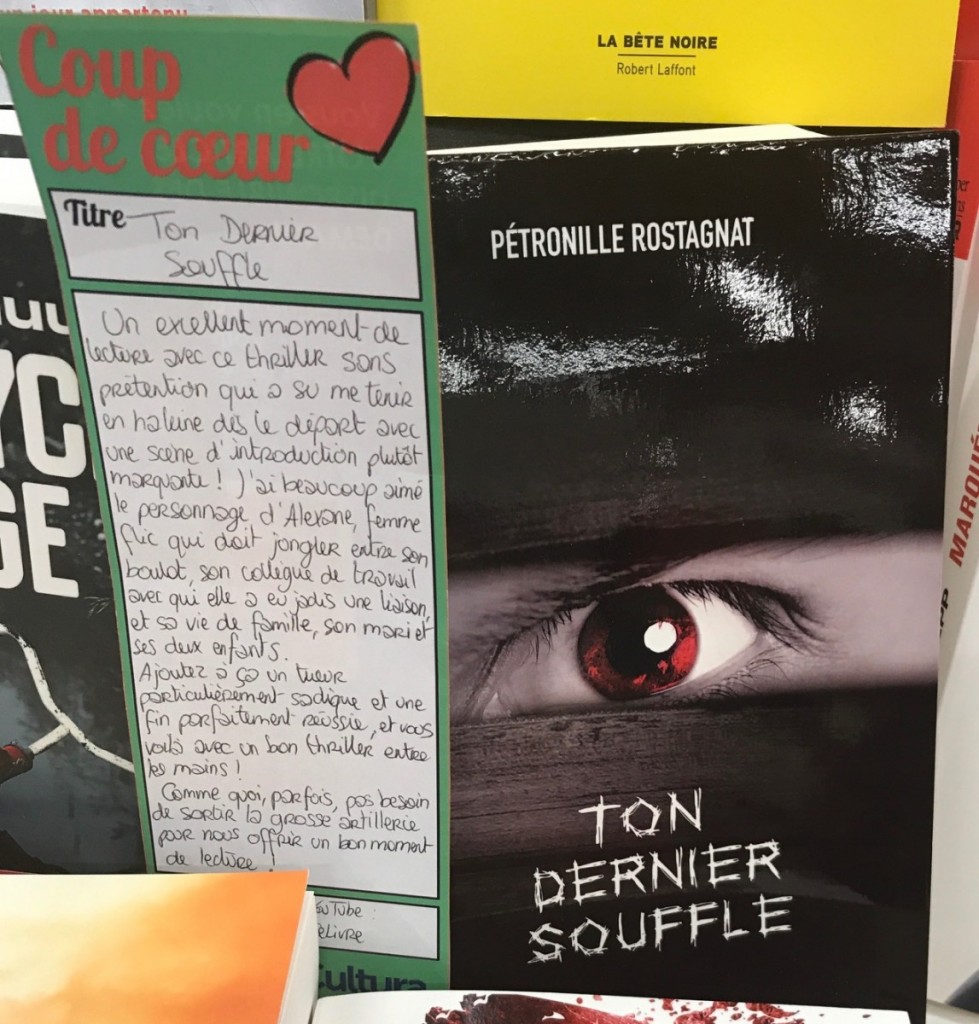 Coup
de cœur
Titre Ton Dernier
Souffle
Un excellent moment de
lecture avec ce thriller sans
prétention qui a su me tenir
en haleine dès le départ avec
une scène d'introduction plutôt
marquante ! J'ai beaucoup aimé
le personnage d'Alexane, femme
flic qui doit jongler entre son
boulot, son collègue de travail
avec qui elle a eu jadis une liaison,
et sa vie de famille, son mari et
ses deux enfants.
Ajoutez à ça un tueur
particulièrement sadique et une
fin parfaitement réussie, et vous
voilà avec un bon thriller entre
les mains !
Comme quoi, parfois, pas besoin
de sortir la grosse artillerie
pour nous offrir un bon moment
de lecture !
ouTube :
eLivre
Cultura
LA BÊTE NOIRE
Robert Laffont
PÉTRONILLE ROSTAGNAT
TON
DERNIER
SOUFFLE
YC
GE
MARQUÉ